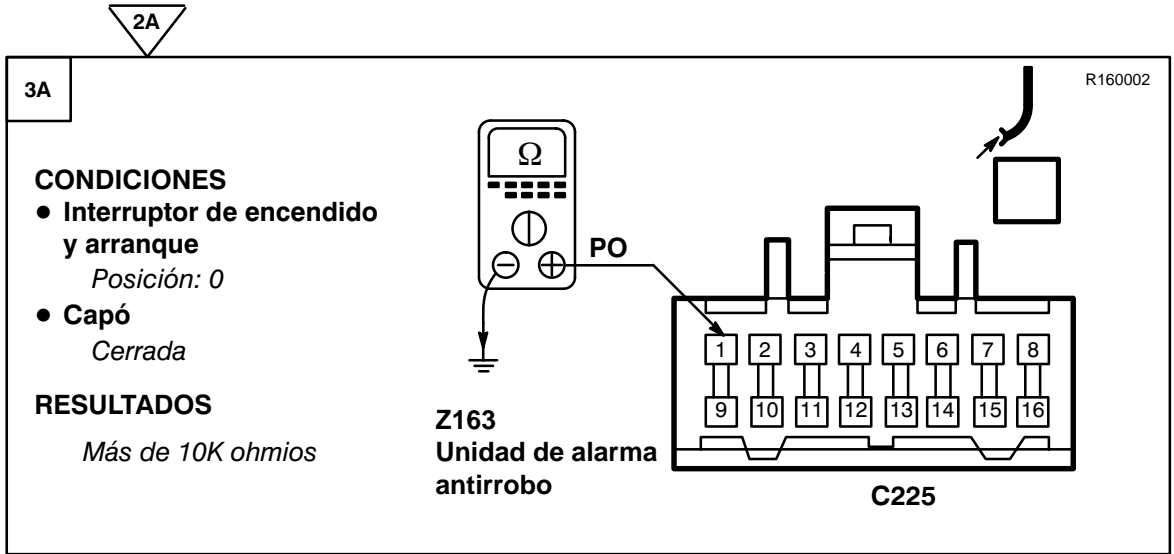 2A
3A
R160002
CONDICIONES
● Interruptor de encendido
y arranque
Posición: 0
● Capó
Cerrada
RESULTADOS
Más de 10K ohmios
Ω
PO
Z163
Unidad de alarma
antirrobo
1 2 3 4 5 6 7 8
9 10 11 12 13 14 15 16
C225